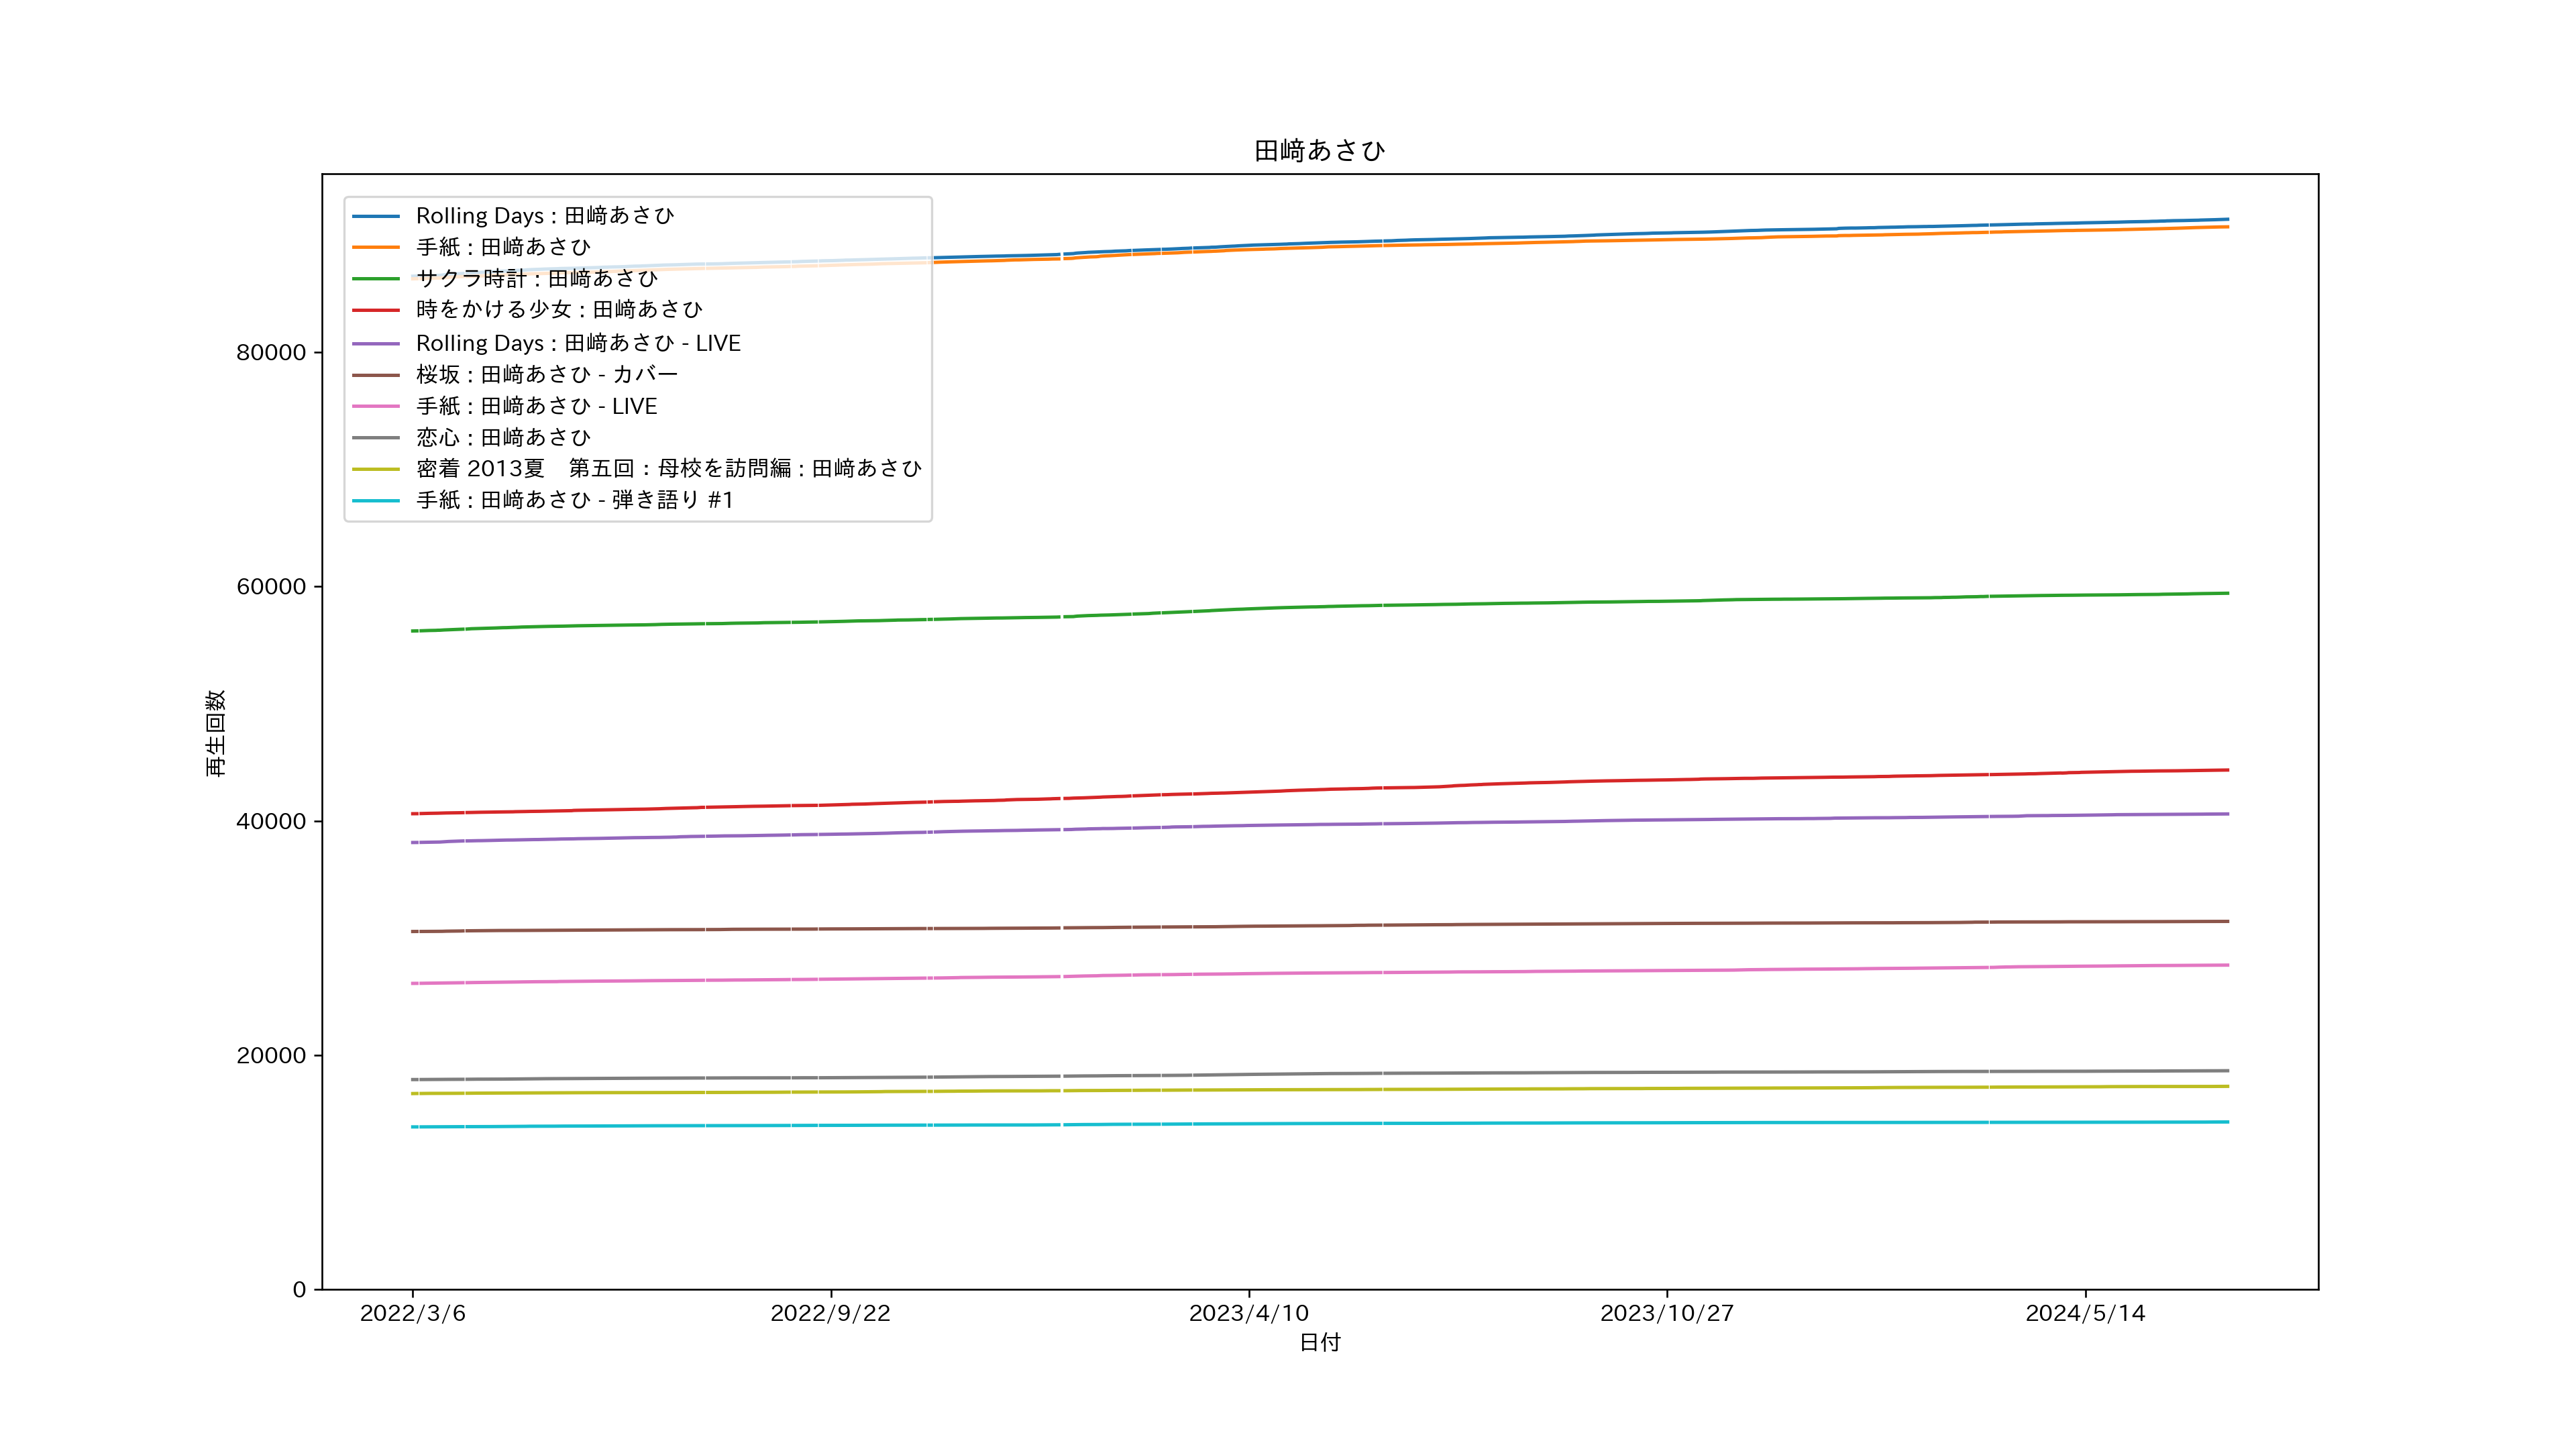 田﨑あさひ
Rolling Days : 田﨑あさひ
手紙 : 田﨑あさひ
サクラ時計 : 田﨑あさひ
時をかける少女 : 田﨑あさひ
Rolling Days : 田﨑あさひ - LIVE
桜坂 : 田﨑あさひ - カバー
手紙 : 田﨑あさひ - LIVE
恋心 : 田﨑あさひ
密着 2013夏　第五回：母校を訪問編 : 田﨑あさひ
手紙 : 田﨑あさひ - 弾き語り #1
80000
60000
40000
20000
0
再生回数
2022/3/6 2022/9/22 2023/4/10 2023/10/27 2024/5/14
日付